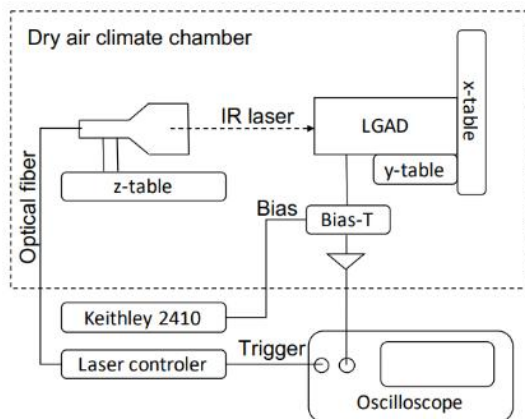 Dry air climate chamber
IR laser
LGAD
x-table
z-table
y-table
Optical fiber
Bias
Bias-T
Keithley 2410
Laser controler
Trigger
Oscilloscope